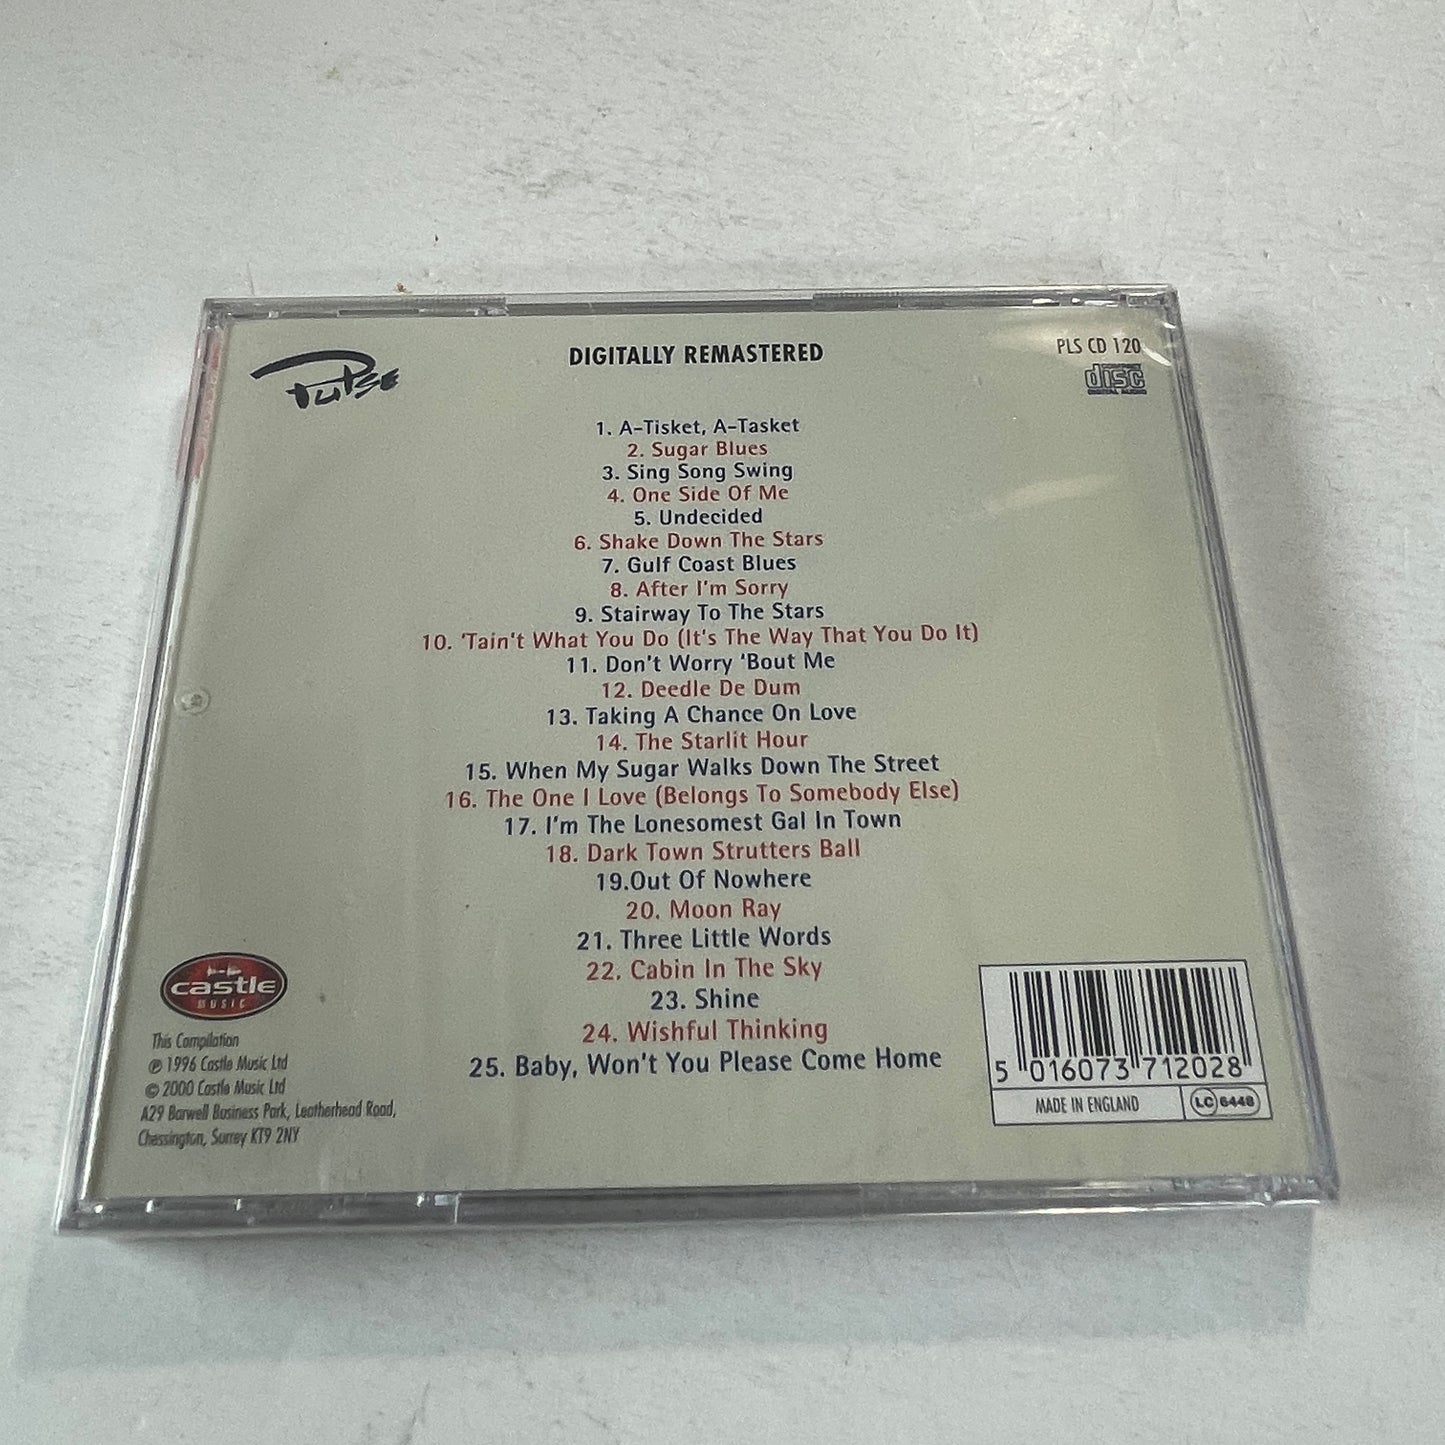 Pulse
DIGITALLY REMASTERED
PLS CD 120
COMPACT
disc
DIGITAL AUDIO
1. A-Tisket, A-Tasket
2. Sugar Blues
3. Sing Song Swing
4. One Side Of Me
5. Undecided
6. Shake Down The Stars
7. Gulf Coast Blues
8. After I'm Sorry
9. Stairway To The Stars
10. 'Tain't What You Do (It's The Way That You Do It)
11. Don't Worry 'Bout Me
12. Deedle De Dum
13. Taking A Chance On Love
14. The Starlit Hour
15. When My Sugar Walks Down The Street
16. The One I Love (Belongs To Somebody Else)
17. I'm The Lonesomest Gal In Town
18. Dark Town Strutters Ball
19.Out Of Nowhere
20. Moon Ray
21. Three Little Words
22. Cabin In The Sky
23. Shine
24. Wishful Thinking
25. Baby, Won't You Please Come Home
castle
MUSIC
This Compilation
℗ 1996 Castle Music Ltd
© 2000 Castle Music Ltd
A29 Barwell Business Park, Leatherhead Road,
Chessington, Surrey KT9 2NY
5 016073 712028
MADE IN ENGLAND
LC 6448